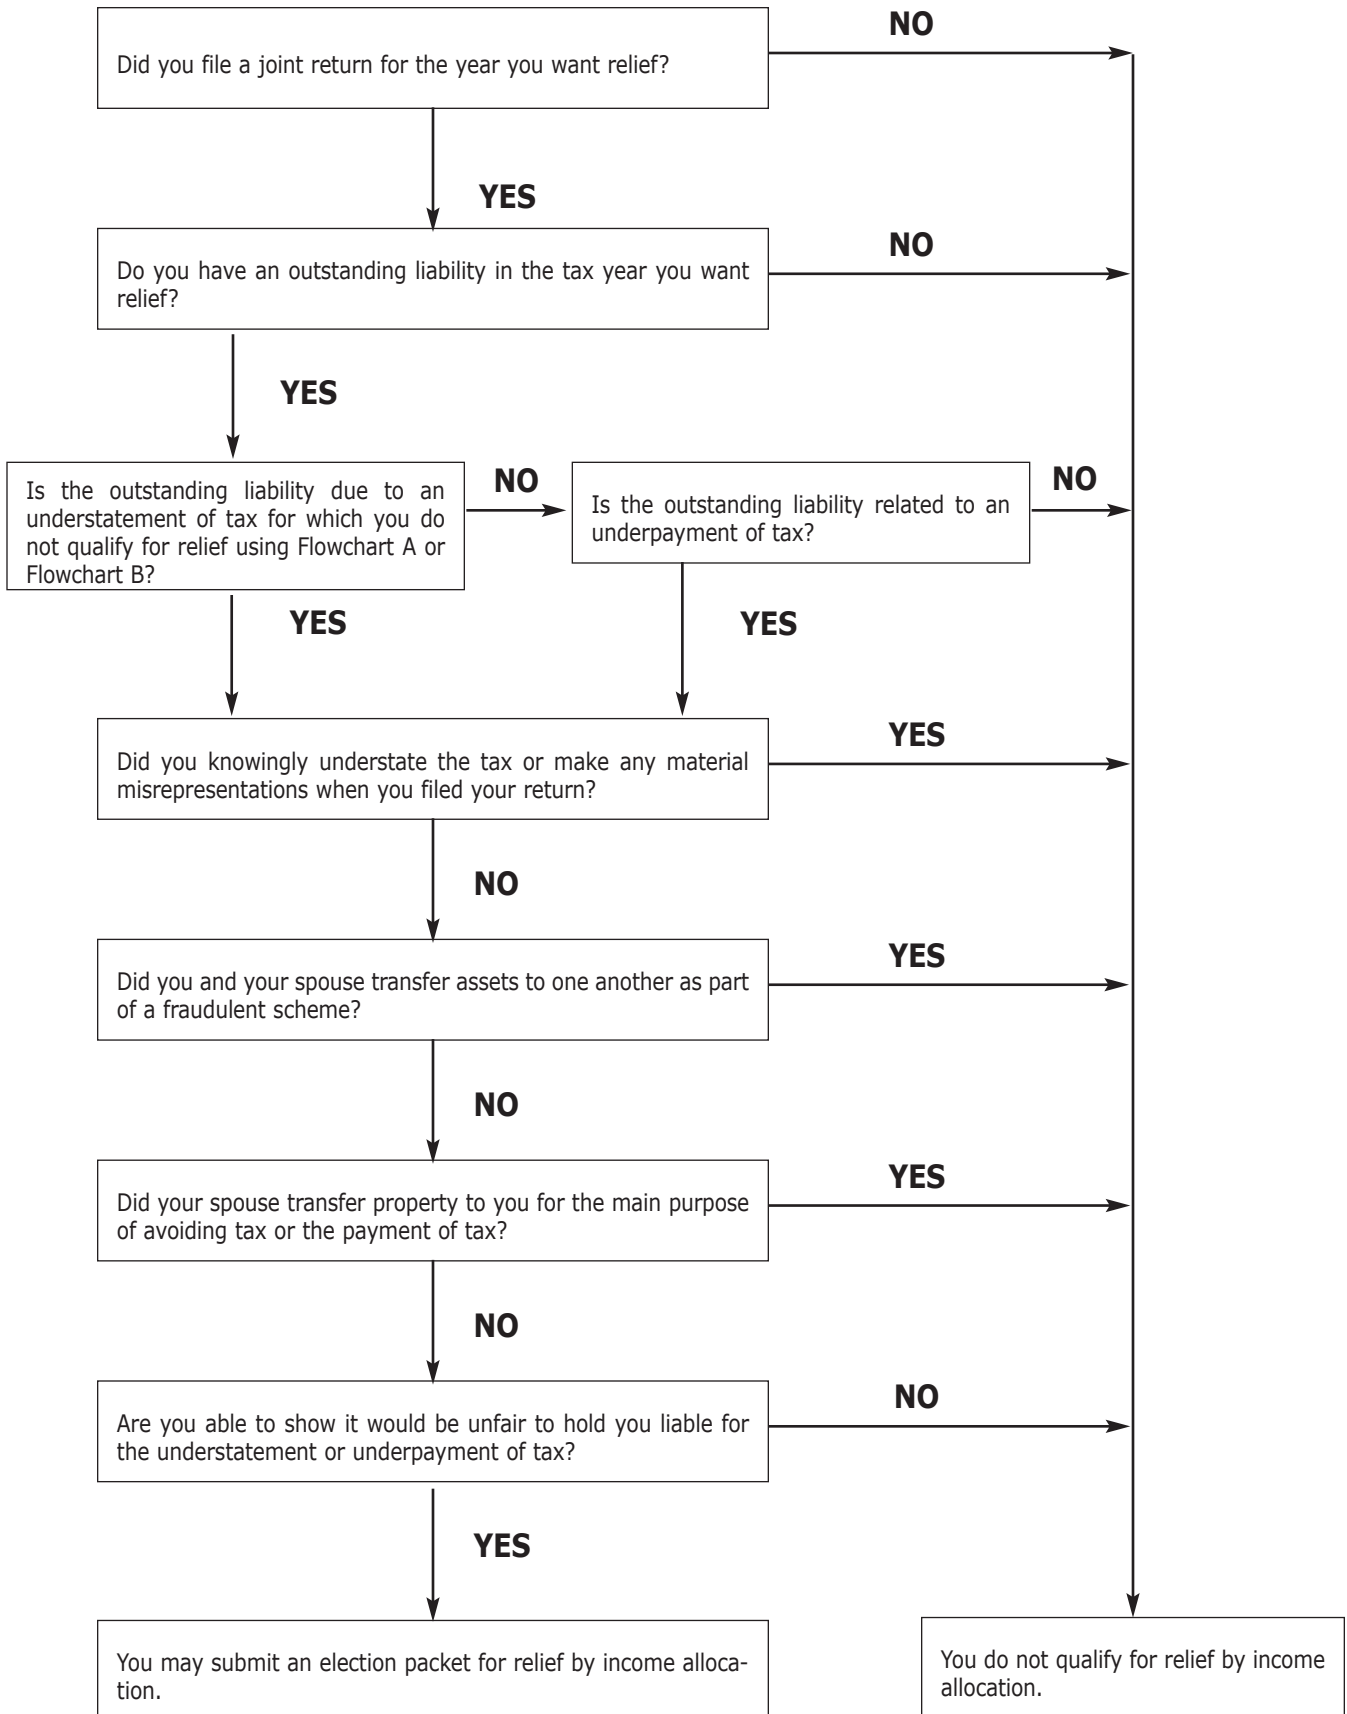 NO
Did you file a joint return for the year you want relief?
YES
NO
Do you have an outstanding liability in the tax year you want
relief?
YES
Is the outstanding liability due to an
understatement of tax for which you do
not qualify for relief using Flowchart A or
Flowchart B?
NO
Is the outstanding liability related to an
underpayment of tax?
NO
YES
YES
Did you knowingly understate the tax or make any material
misrepresentations when you filed your return?
YES
NO
Did you and your spouse transfer assets to one another as part
of a fraudulent scheme?
YES
NO
Did your spouse transfer property to you for the main purpose
of avoiding tax or the payment of tax?
YES
NO
Are you able to show it would be unfair to hold you liable for
the understatement or underpayment of tax?
NO
YES
You may submit an election packet for relief by income alloca-
tion.
You do not qualify for relief by income
allocation.